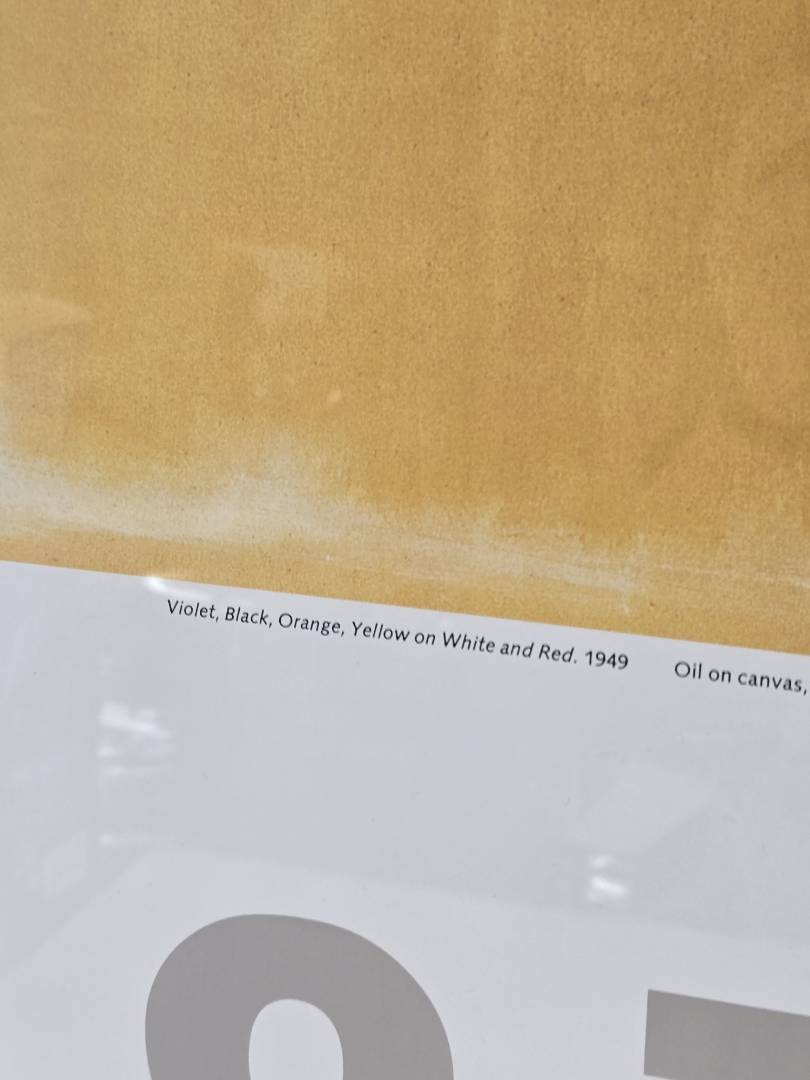 Violet, Black, Orange, Yellow on White and Red. 1949 Oil on canvas,